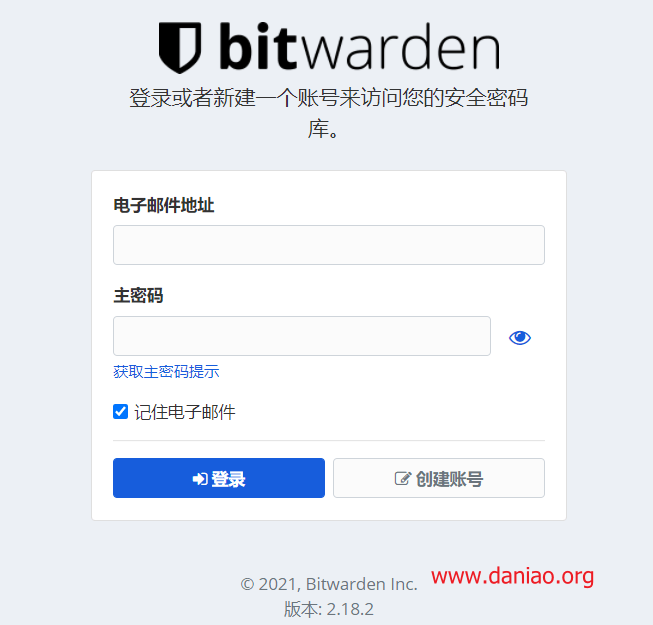 bitwarden
登录或者新建一个账号来访问您的安全密码
库。
电子邮件地址
主密码
获取主密码提示
记住电子邮件
登录
创建账号
© 2021, Bitwarden Inc.
www.daniao.org
版本: 2.18.2